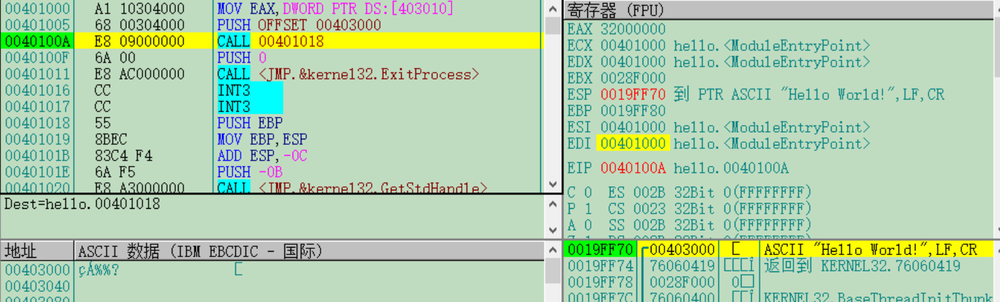 00401000 A1 10304000 MOV EAX,DWORD PTR DS:[403010]
00401005 68 00304000 PUSH OFFSET 00403000
0040100A E8 09000000 CALL 00401018
0040100F 6A 00 PUSH 0
00401011 E8 AC000000 CALL <JMP.&kernel32.ExitProcess>
00401016 CC INT3
00401017 CC INT3
00401018 55 PUSH EBP
00401019 8BEC MOV EBP,ESP
0040101B 83C4 F4 ADD ESP,-0C
0040101E 6A F5 PUSH -0B
00401020 E8 A3000000 CALL <JMP.&kernel32.GetStdHandle>
Dest=hello.00401018
寄存器 (FPU)
EAX 32000000
ECX 00401000 hello.<ModuleEntryPoint>
EDX 00401000 hello.<ModuleEntryPoint>
EBX 0028F000
ESP 0019FF70 到 PTR ASCII "Hello World!",LF,CR
EBP 0019FF80
ESI 00401000 hello.<ModuleEntryPoint>
EDI 00401000 hello.<ModuleEntryPoint>
EIP 0040100A hello.0040100A
C 0 ES 002B 32Bit 0(FFFFFFFF)
P 1 CS 0023 32Bit 0(FFFFFFFF)
A 0 SS 002B 32Bit 0(FFFFFFFF)
地址 ASCII 数据 (IBM EBCDIC - 国际)
00403000 çÁ%%?
00403040
00403080
0019FF70 00403000 ASCII "Hello World!",LF,CR
0019FF74 76060419 返回到 KERNEL32.76060419
0019FF78 0028F000 0
0019FF7C 76060400 KERNEL32.BaseThreadInitThunk